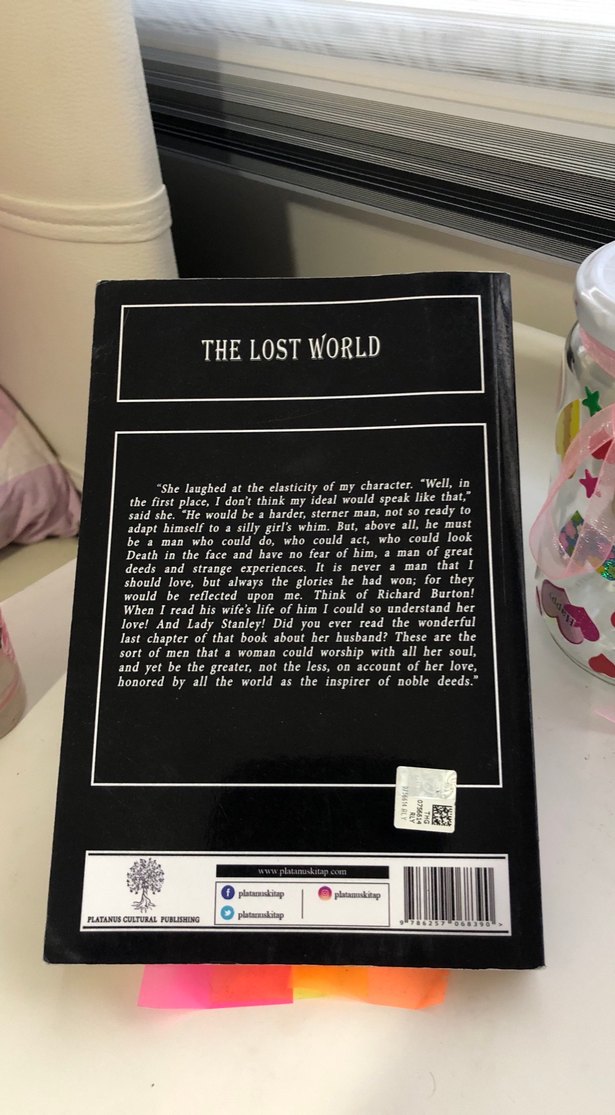 THE LOST WORLD
"She laughed at the elasticity of my character. "Well, in
the first place, I don't think my ideal would speak like that,"
said she. "He would be a harder, sterner man, not so ready to
adapt himself to a silly girl's whim. But, above all, he must
be a man who could do, who could act, who could look
Death in the face and have no fear of him, a man of great
deeds and strange experiences. It is never a man that I
should love, but always the glories he had won; for they
would be reflected upon me. Think of Richard Burton!
When I read his wife's life of him I could so understand her
love! And Lady Stanley! Did you ever read the wonderful
last chapter of that book about her husband? These are the
sort of men that a woman could worship with all her soul,
and yet be the greater, not the less, on account of her love,
honored by all the world as the inspirer of noble deeds."
THG
0756614
RLY
0756614 RLY
www.platanuskitap.com
platanuskitap
platanuskitap
platanuskitap
PLATANUS CULTURAL PUBLISHING
9 786257 068390 >